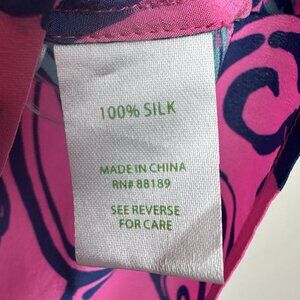 100% SILK
MADE IN CHINA
RN# 88189
SEE REVERSE
FOR CARE